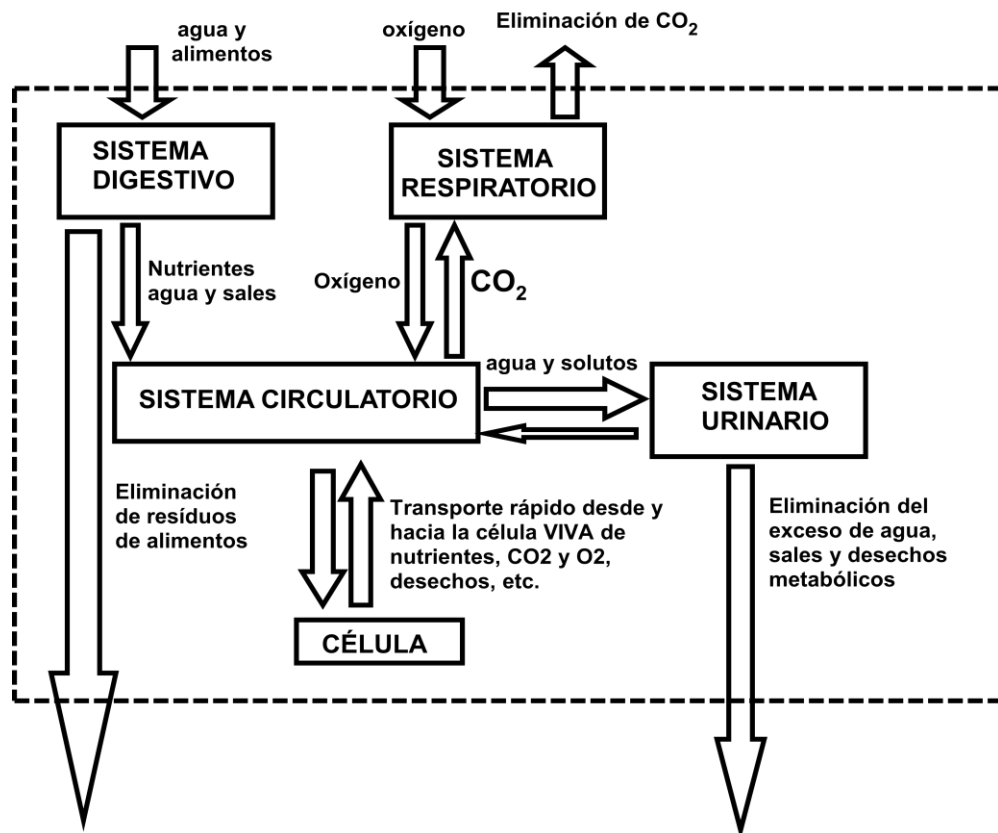 agua y
alimentos
oxígeno
Eliminación de CO₂
SISTEMA
DIGESTIVO
SISTEMA
RESPIRATORIO
Nutrientes
agua y sales
Oxígeno
CO₂
SISTEMA CIRCULATORIO
agua y solutos
SISTEMA
URINARIO
Eliminación
de resíduos
de alimentos
Transporte rápido desde y
hacia la célula VIVA de
nutrientes, CO2 y O2,
desechos, etc.
Eliminación del
exceso de agua,
sales y desechos
metabólicos
CÉLULA